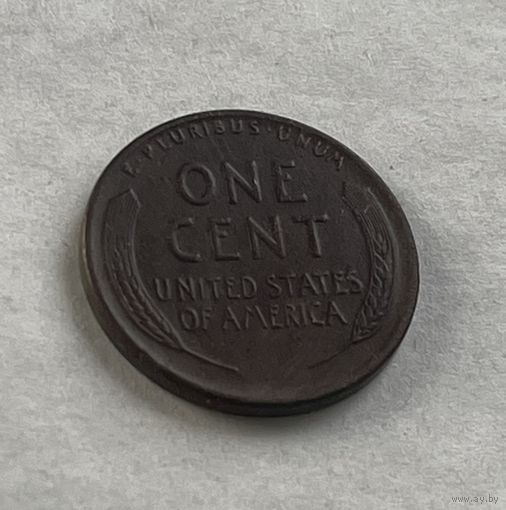 E·PLURIBUS·UNUM
ONE
CENT
UNITED STATES
OF AMERICA
www.ay.by